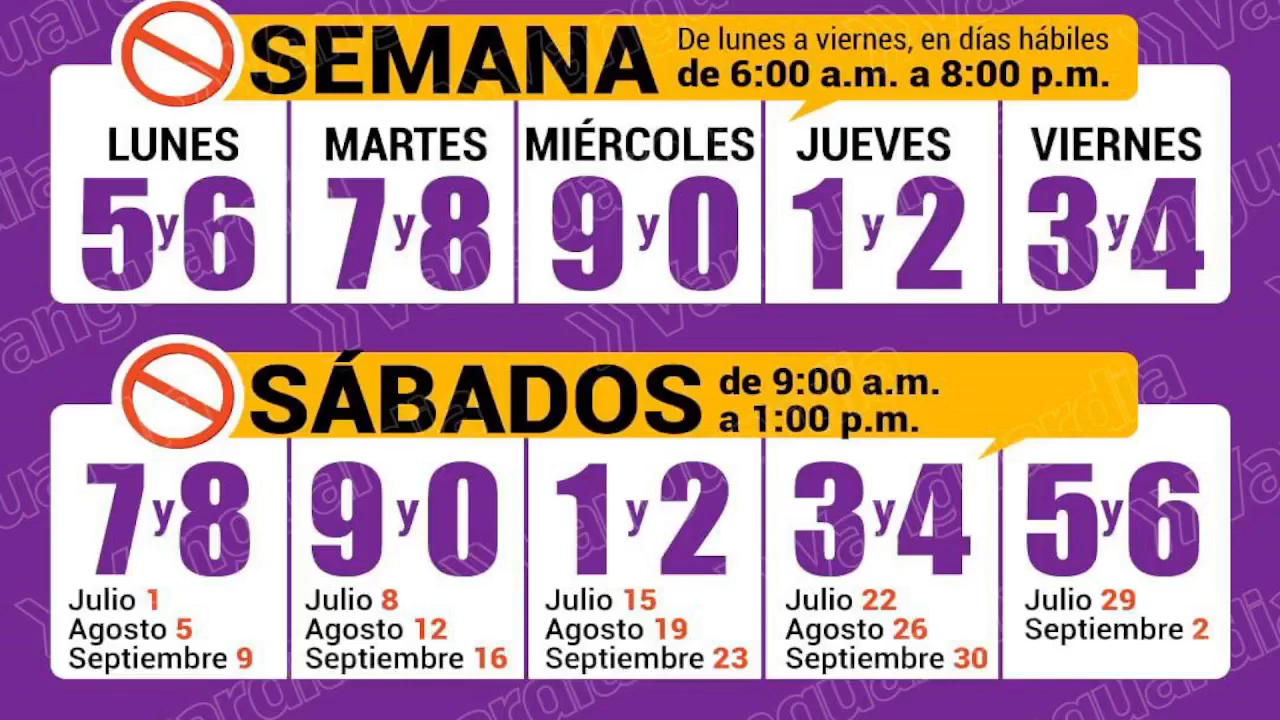 SEMANA
De lunes a viernes, en días hábiles
de 6:00 a.m. a 8:00 p.m.
LUNES
5 y 6
MARTES
7 y 8
MIÉRCOLES
9 y 0
JUEVES
1 y 2
VIERNES
3 y 4
SÁBADOS
de 9:00 a.m.
a 1:00 p.m.
7 y 8
Julio 1
Agosto 5
Septiembre 9
9 y 0
Julio 8
Agosto 12
Septiembre 16
1 y 2
Julio 15
Agosto 19
Septiembre 23
3 y 4
Julio 22
Agosto 26
Septiembre 30
5 y 6
Julio 29
Septiembre 2
Vanguardia